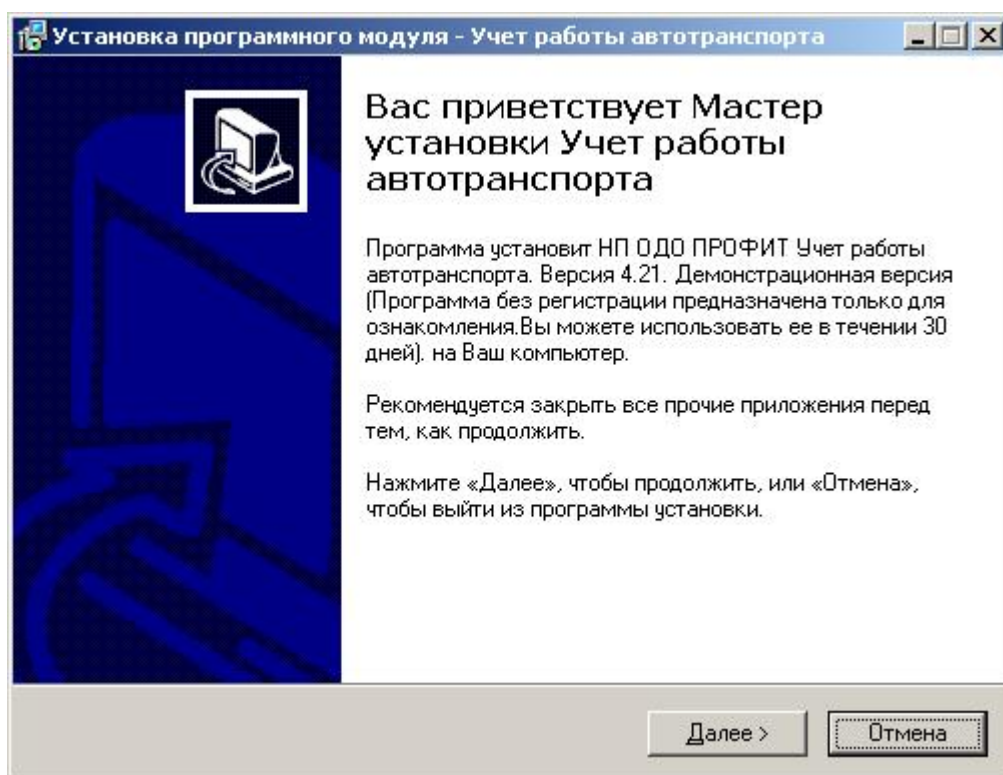 Установка программного модуля - Учет работы автотранспорта
Вас приветствует Мастер
установки Учет работы
автотранспорта
Программа установит НП ОДО ПРОФИТ Учет работы
автотранспорта. Версия 4.21. Демонстрационная версия
(Программа без регистрации предназначена только для
ознакомления.Вы можете использовать ее в течении 30
дней). на Ваш компьютер.
Рекомендуется закрыть все прочие приложения перед
тем, как продолжить.
Нажмите «Далее», чтобы продолжить, или «Отмена»,
чтобы выйти из программы установки.
Далее >
Отмена